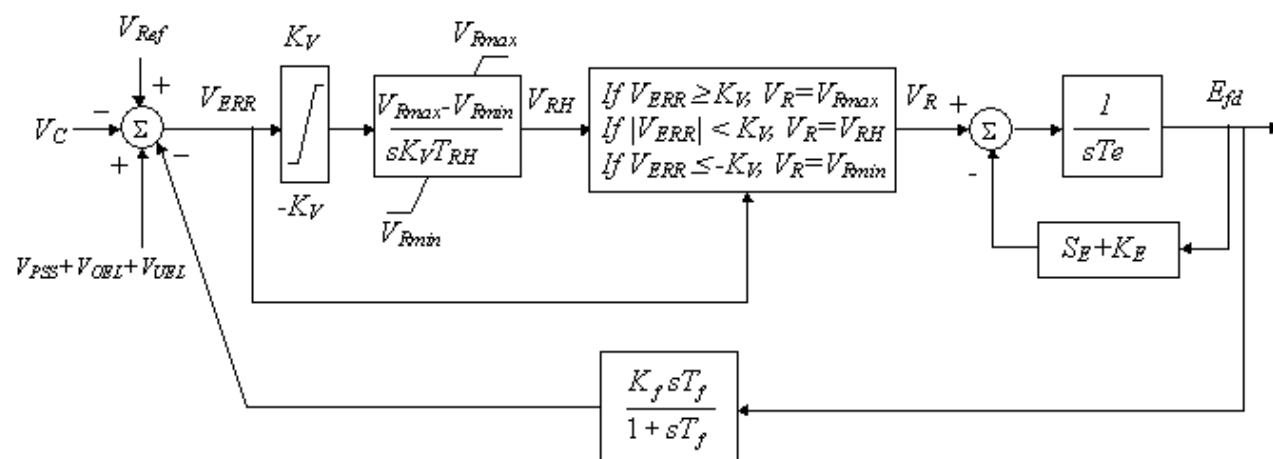 V_Ref
+
−
V_C
Σ
+
−
V_PSS+V_OEL+V_UEL
V_ERR
K_V
-K_V
V_Rmax
V_Rmax-V_Rmin
sK_VT_RH
V_Rmin
V_RH
If V_ERR ≥K_V, V_R=V_Rmax
If |V_ERR| < K_V, V_R=V_RH
If V_ERR ≤-K_V, V_R=V_Rmin
V_R
+
Σ
-
1
sTe
E_fd
S_E+K_E
K_f sT_f
1+sT_f